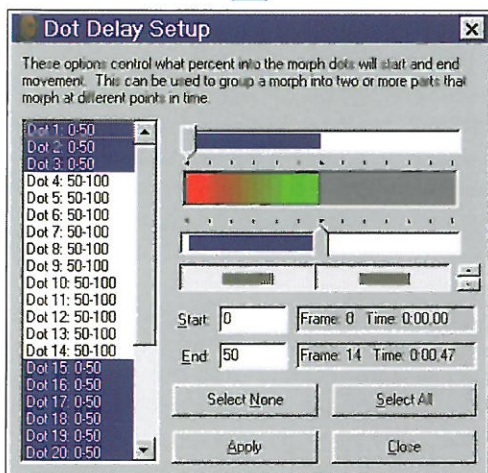 Dot Delay Setup
These options control what percent into the morph dots will start and end
movement. This can be used to group a morph into two or more parts that
morph at different points in time.
Dot 1: 0-50
Dot 2: 0-50
Dot 3: 0-50
Dot 4: 50-100
Dot 5: 50-100
Dot 6: 50-100
Dot 7: 50-100
Dot 8: 50-100
Dot 9: 50-100
Dot 10: 50-100
Dot 11: 50-100
Dot 12: 50-100
Dot 13: 50-100
Dot 14: 50-100
Dot 15: 0-50
Dot 16: 0-50
Dot 17: 0-50
Dot 18: 0-50
Dot 19: 0-50
Dot 20: 0-50
Start: 0 Frame: 0 Time: 0:00.00
End: 50 Frame: 14 Time: 0:00.47
Select None Select All
Apply Close